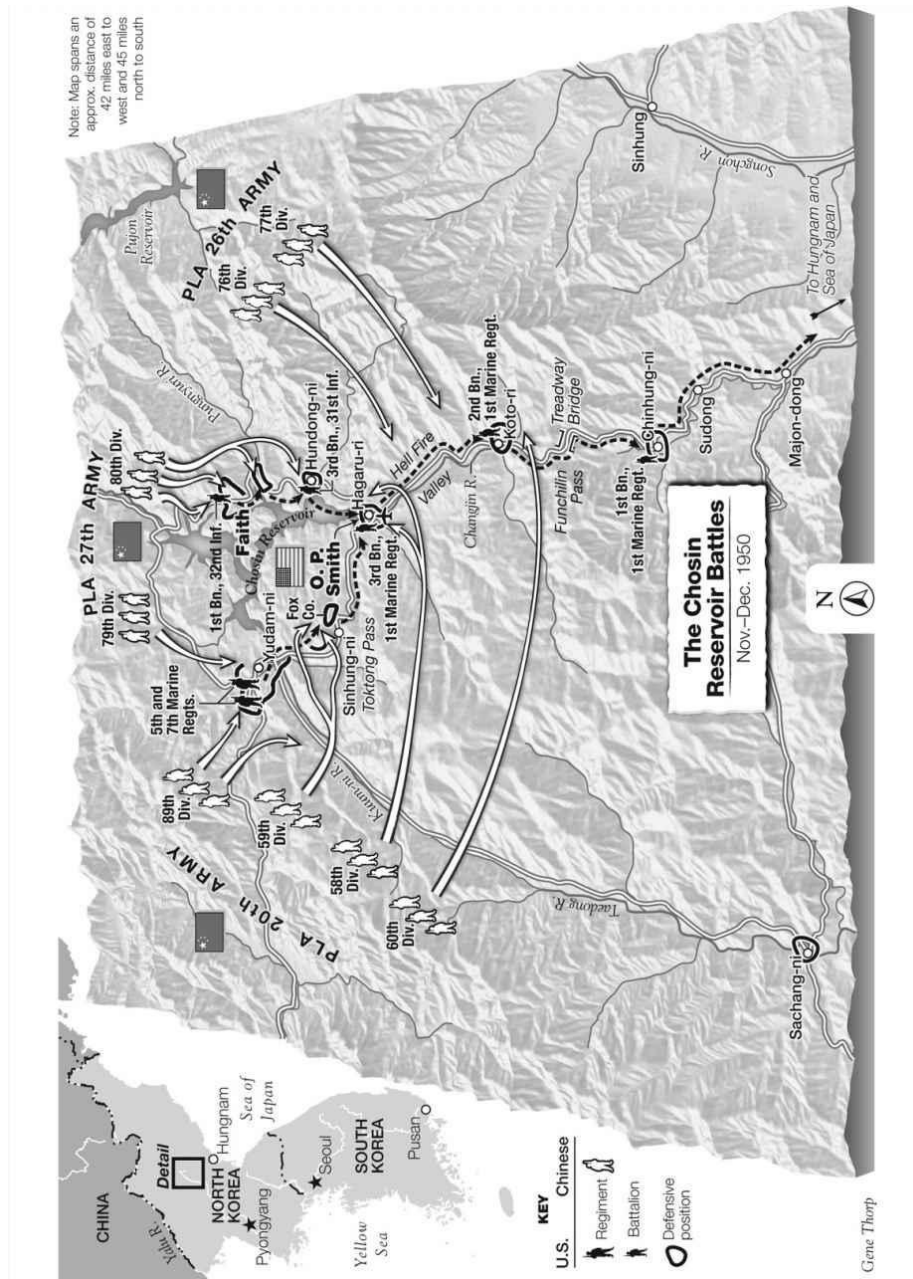 Note: Map spans an
approx. distance of
42 miles east to
west and 45 miles
north to south
CHINA
Yalu R.
Detail
NORTH
KOREA
Hungnam
Pyongyang
Sea of
Japan
Seoul
SOUTH
KOREA
Yellow
Sea
Pusan
KEY
U.S.
Chinese
Regiment
Battalion
Defensive
position
Gene Thorp
PLA 20th ARMY
89th
Div.
59th
Div.
58th
Div.
60th
Div.
PLA 27th ARMY
79th Div.
80th Div.
PLA 26th ARMY
76th
Div.
77th
Div.
Pujon
Reservoir
Pungnyuri R.
5th and
7th Marine
Regts.
Yudam-ni
1st Bn., 32nd Inf.
Faith
Chosin Reservoir
Hundong-ni
3rd Bn., 31st Inf.
Fox
Co.
O. P.
Smith
Sinhung-ni
Toktong Pass
Hagaru-ri
3rd Bn.,
1st Marine Regt.
Hell Fire
Valley
Changjin R.
2nd Bn.,
1st Marine Regt.
Koto-ri
Funchilin
Pass
Treadway
Bridge
1st Bn.,
1st Marine Regt.
Chinhung-ni
Sudong
Majon-dong
To Hungnam and
Sea of Japan
Sinhung
Songchon R.
Taedong R.
Sachang-ni
The Chosin
Reservoir Battles
Nov.–Dec. 1950
N